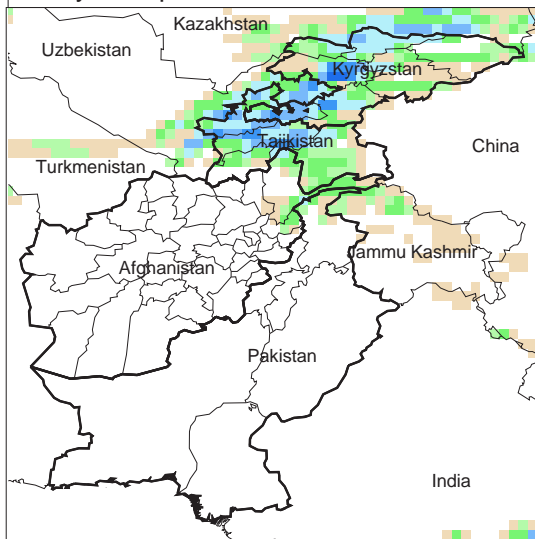 Kazakhstan
Uzbekistan
Kyrgyzstan
Tajikistan
China
Turkmenistan
Jammu Kashmir
Afghanistan
Pakistan
India